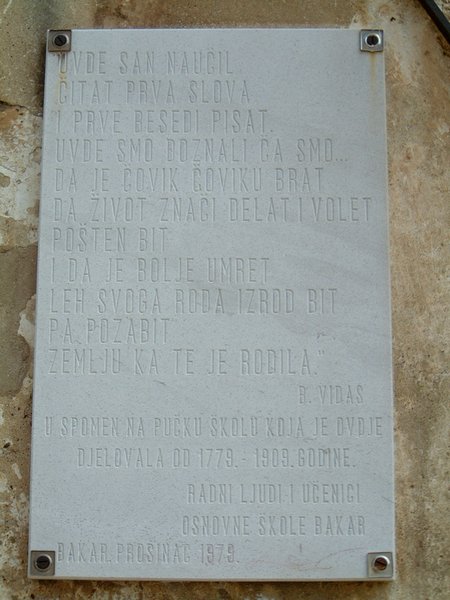 UVDE SAN NAUČIL
ČITAT PRVA SLOVA
I PRVE BESEDI PISAT.
UVDE SMO DOZNALI ČA SMO...
DA JE ČOVIK ČOVIKU BRAT
DA ŽIVOT ZNAČI DELAT I VOLET
POŠTEN BIT
I DA JE BOLJE UMRET
LEH SVOGA RODA IZROD BIT
PA POZABIT
ZEMLJU KA TE JE RODILA."
B. VIDAS
U SPOMEN NA PUČKU ŠKOLU KOJA JE OVDJE
DJELOVALA OD 1779.-1909. GODINE.
RADNI LJUDI I UČENICI
OSNOVNE ŠKOLE BAKAR
BAKAR, PROSINAC 1979.